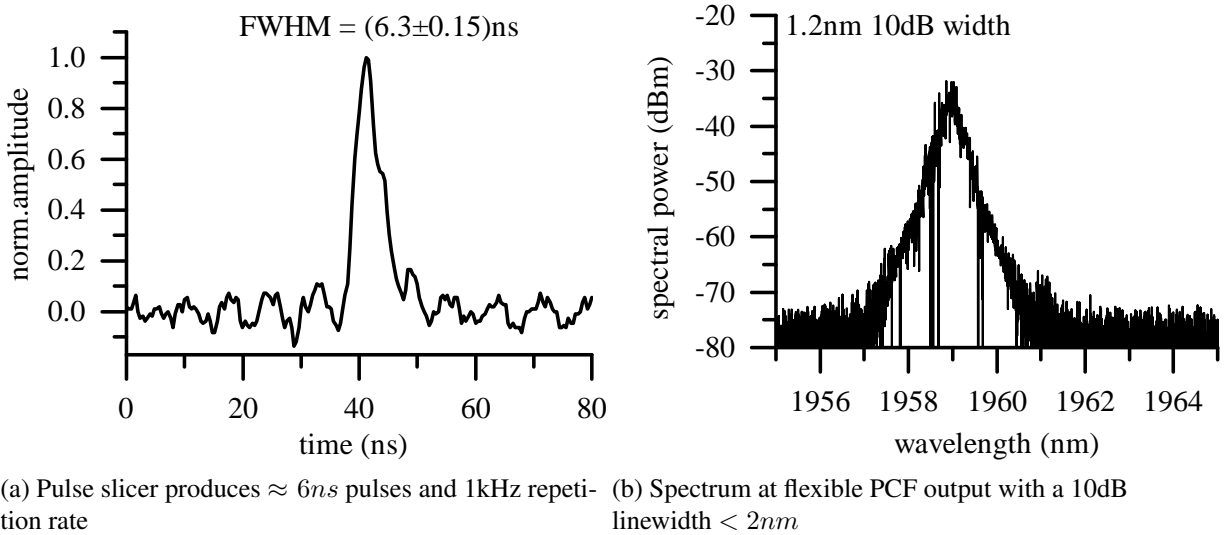 FWHM = (6.3±0.15)ns
norm.amplitude
1.0
0.8
0.6
0.4
0.2
0.0
0
20
40
60
80
time (ns)
(a) Pulse slicer produces ≈ 6ns pulses and 1kHz repeti-
tion rate
1.2nm 10dB width
spectral power (dBm)
-20
-30
-40
-50
-60
-70
-80
1956
1958
1960
1962
1964
wavelength (nm)
(b) Spectrum at flexible PCF output with a 10dB
linewidth < 2nm